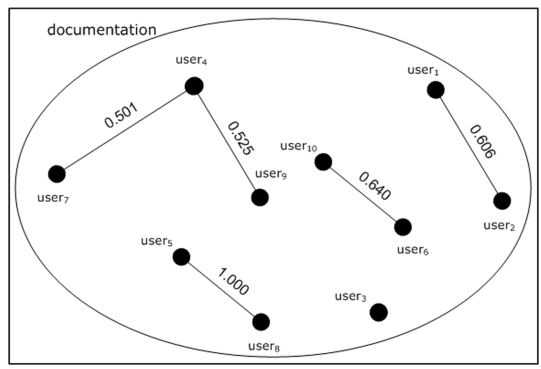 documentation
user₄
user₁
0.501
0.525
0.606
user₁₀
user₉
0.640
user₇
user₂
user₅
user₆
1.000
user₃
user₈